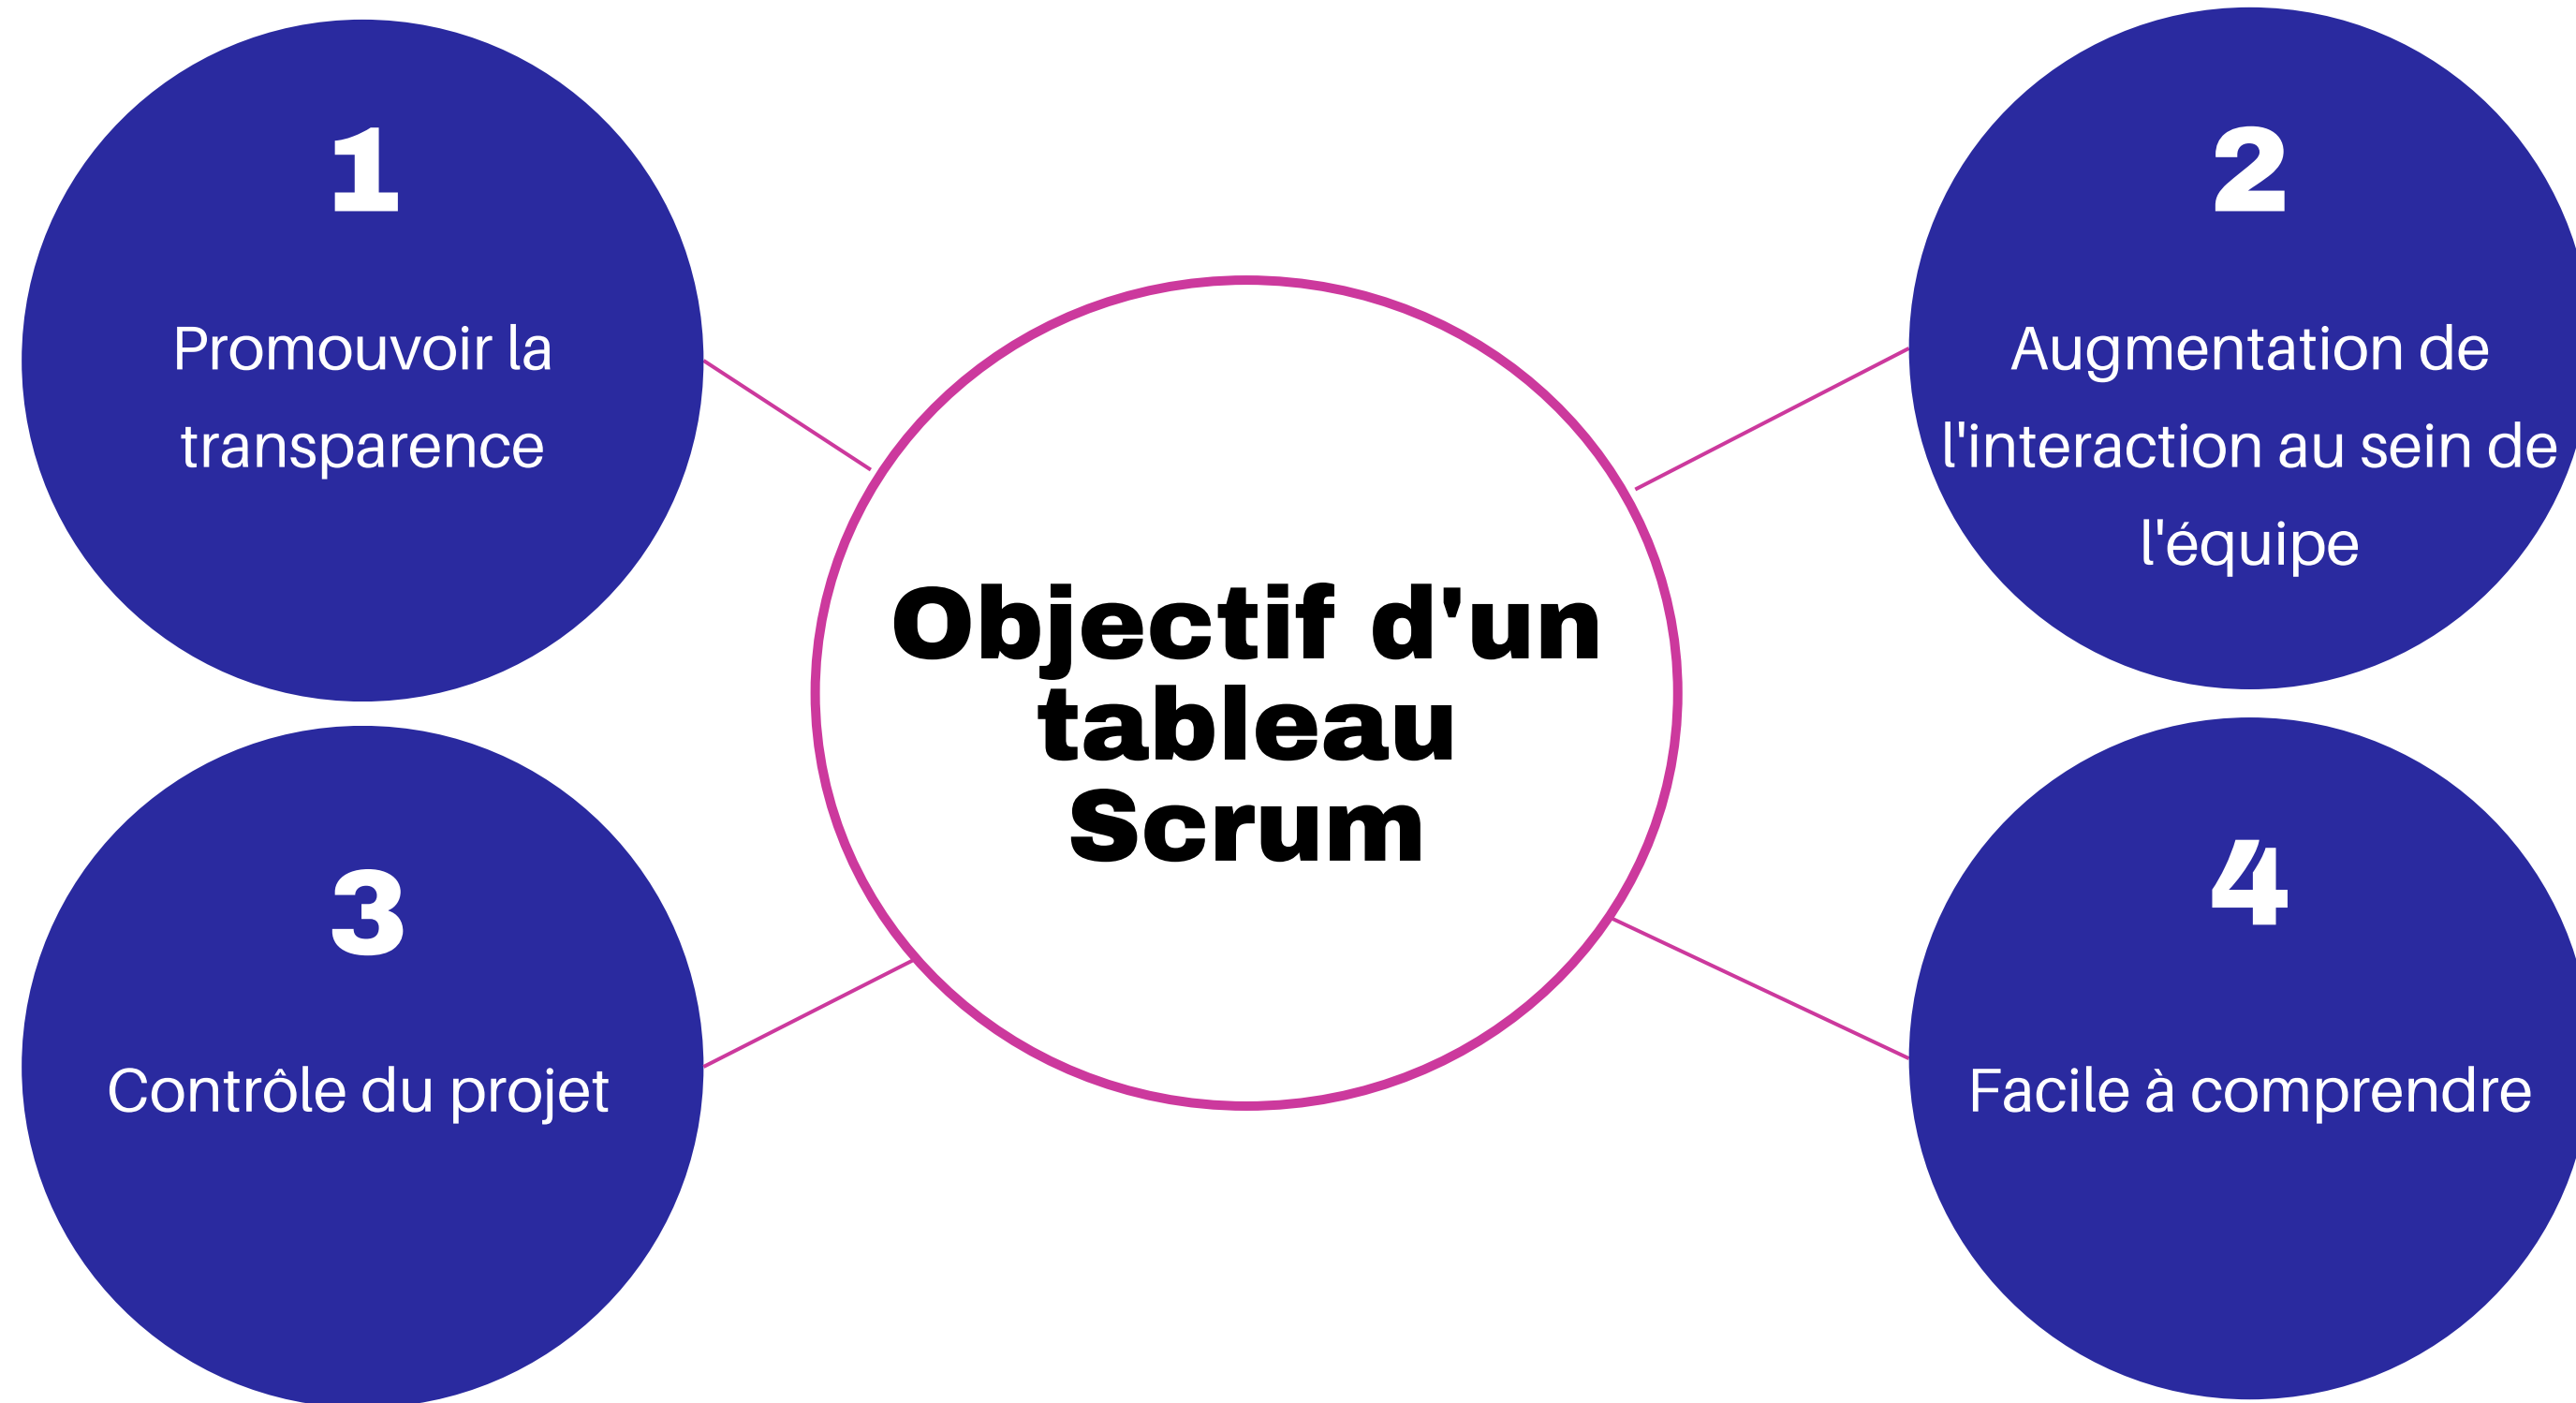 1
Promouvoir la
transparence
2
Augmentation de
l'interaction au sein de
l'équipe
Objectif d'un
tableau
Scrum
3
Contrôle du projet
4
Facile à comprendre